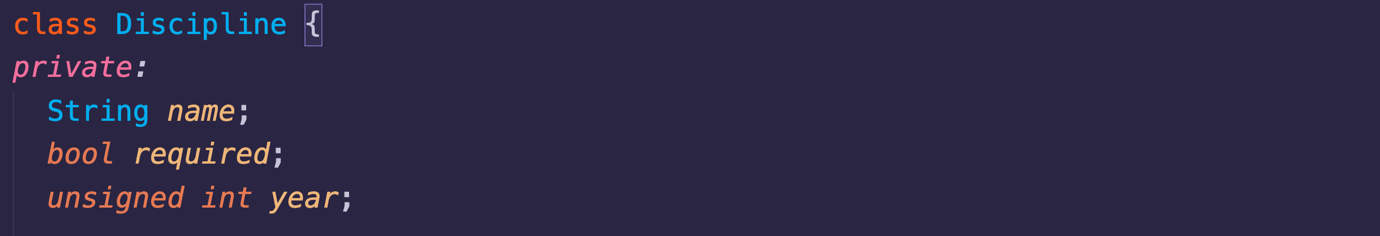 class Discipline {
private:
String name;
bool required;
unsigned int year;